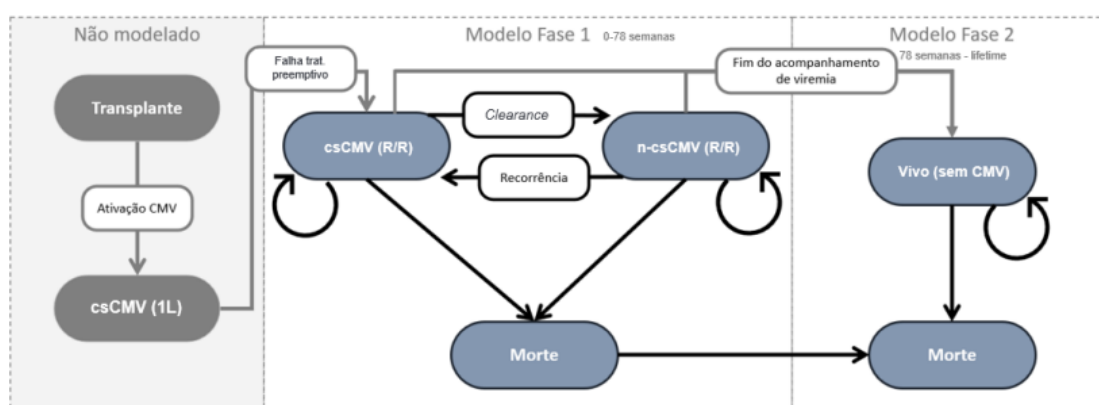 Não modelado
Modelo Fase 1 0-78 semanas
Modelo Fase 2
78 semanas - lifetime
Falha trat.
preemptivo
Fim do acompanhamento
de viremia
Transplante
Clearance
csCMV (R/R)
n-csCMV (R/R)
Recorrência
Vivo (sem CMV)
Ativação CMV
csCMV (1L)
Morte
Morte